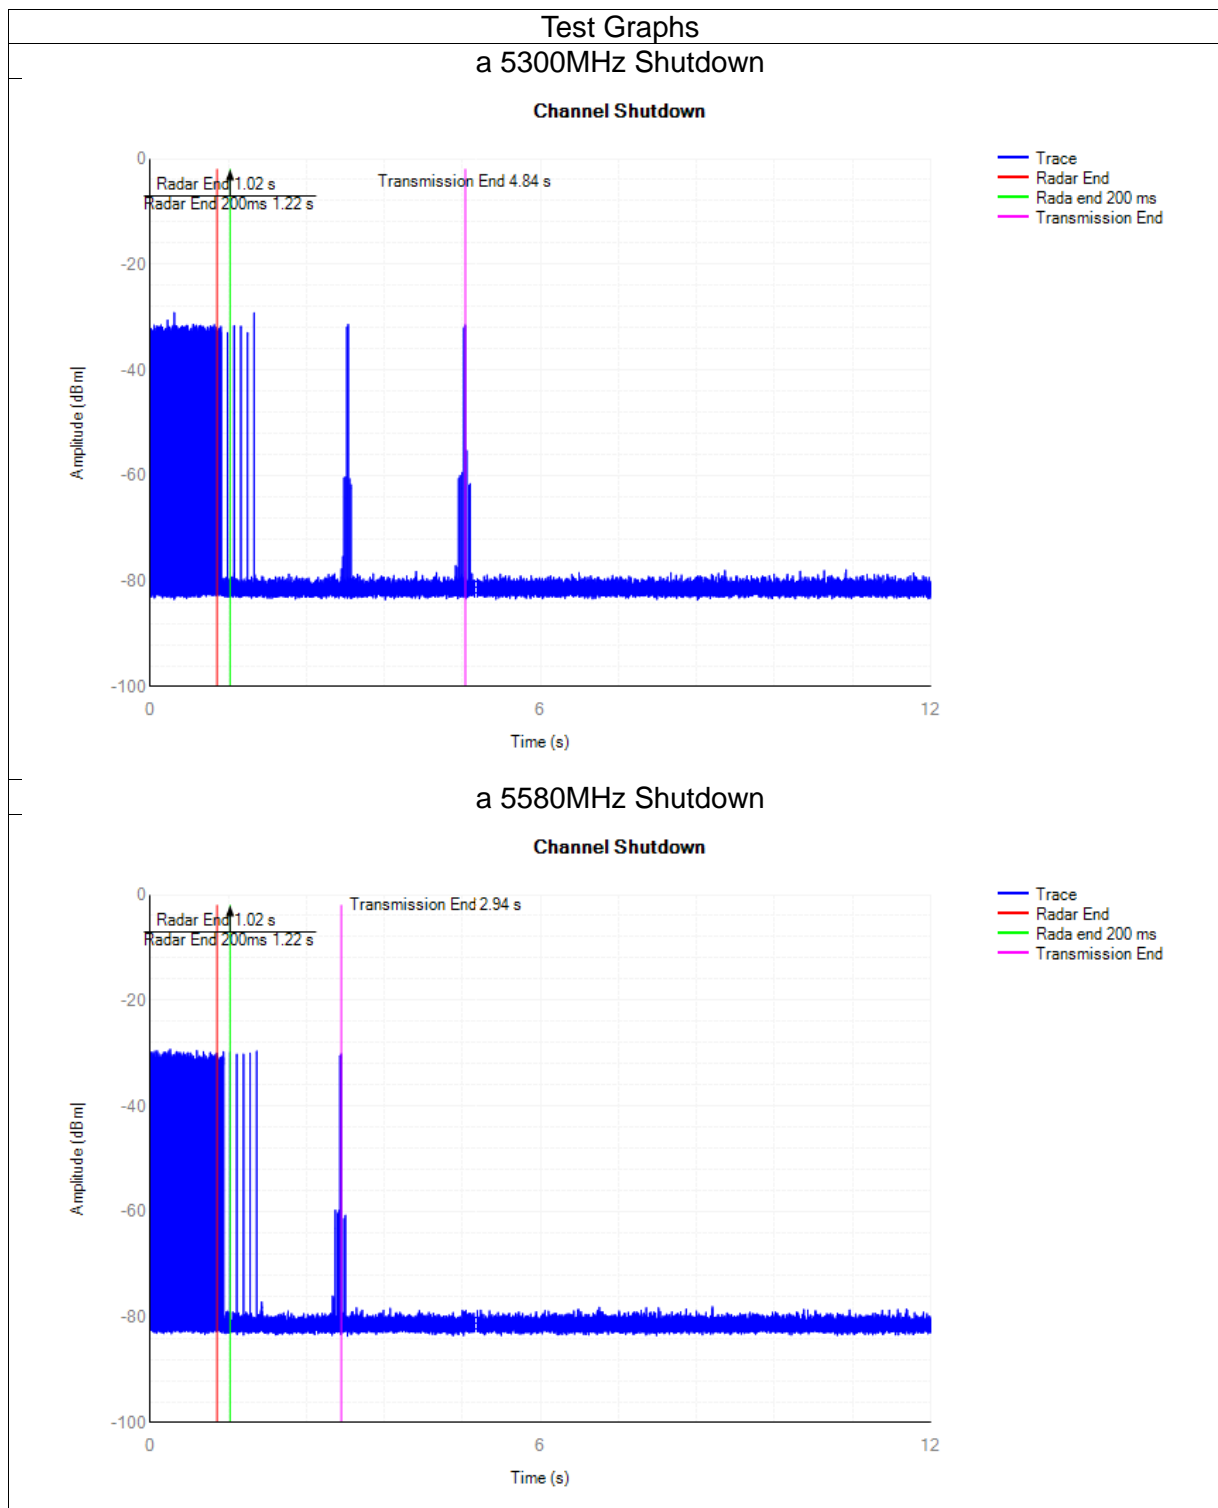 Test Graphs
a 5300MHz Shutdown
Channel Shutdown
Radar End 1.02 s
Radar End 200ms 1.22 s
Transmission End 4.84 s
Trace
Radar End
Rada end 200 ms
Transmission End
0
-20
-40
-60
-80
-100
Amplitude (dBm)
0
6
12
Time (s)
a 5580MHz Shutdown
Channel Shutdown
Radar End 1.02 s
Radar End 200ms 1.22 s
Transmission End 2.94 s
Trace
Radar End
Rada end 200 ms
Transmission End
0
-20
-40
-60
-80
-100
Amplitude (dBm)
0
6
12
Time (s)